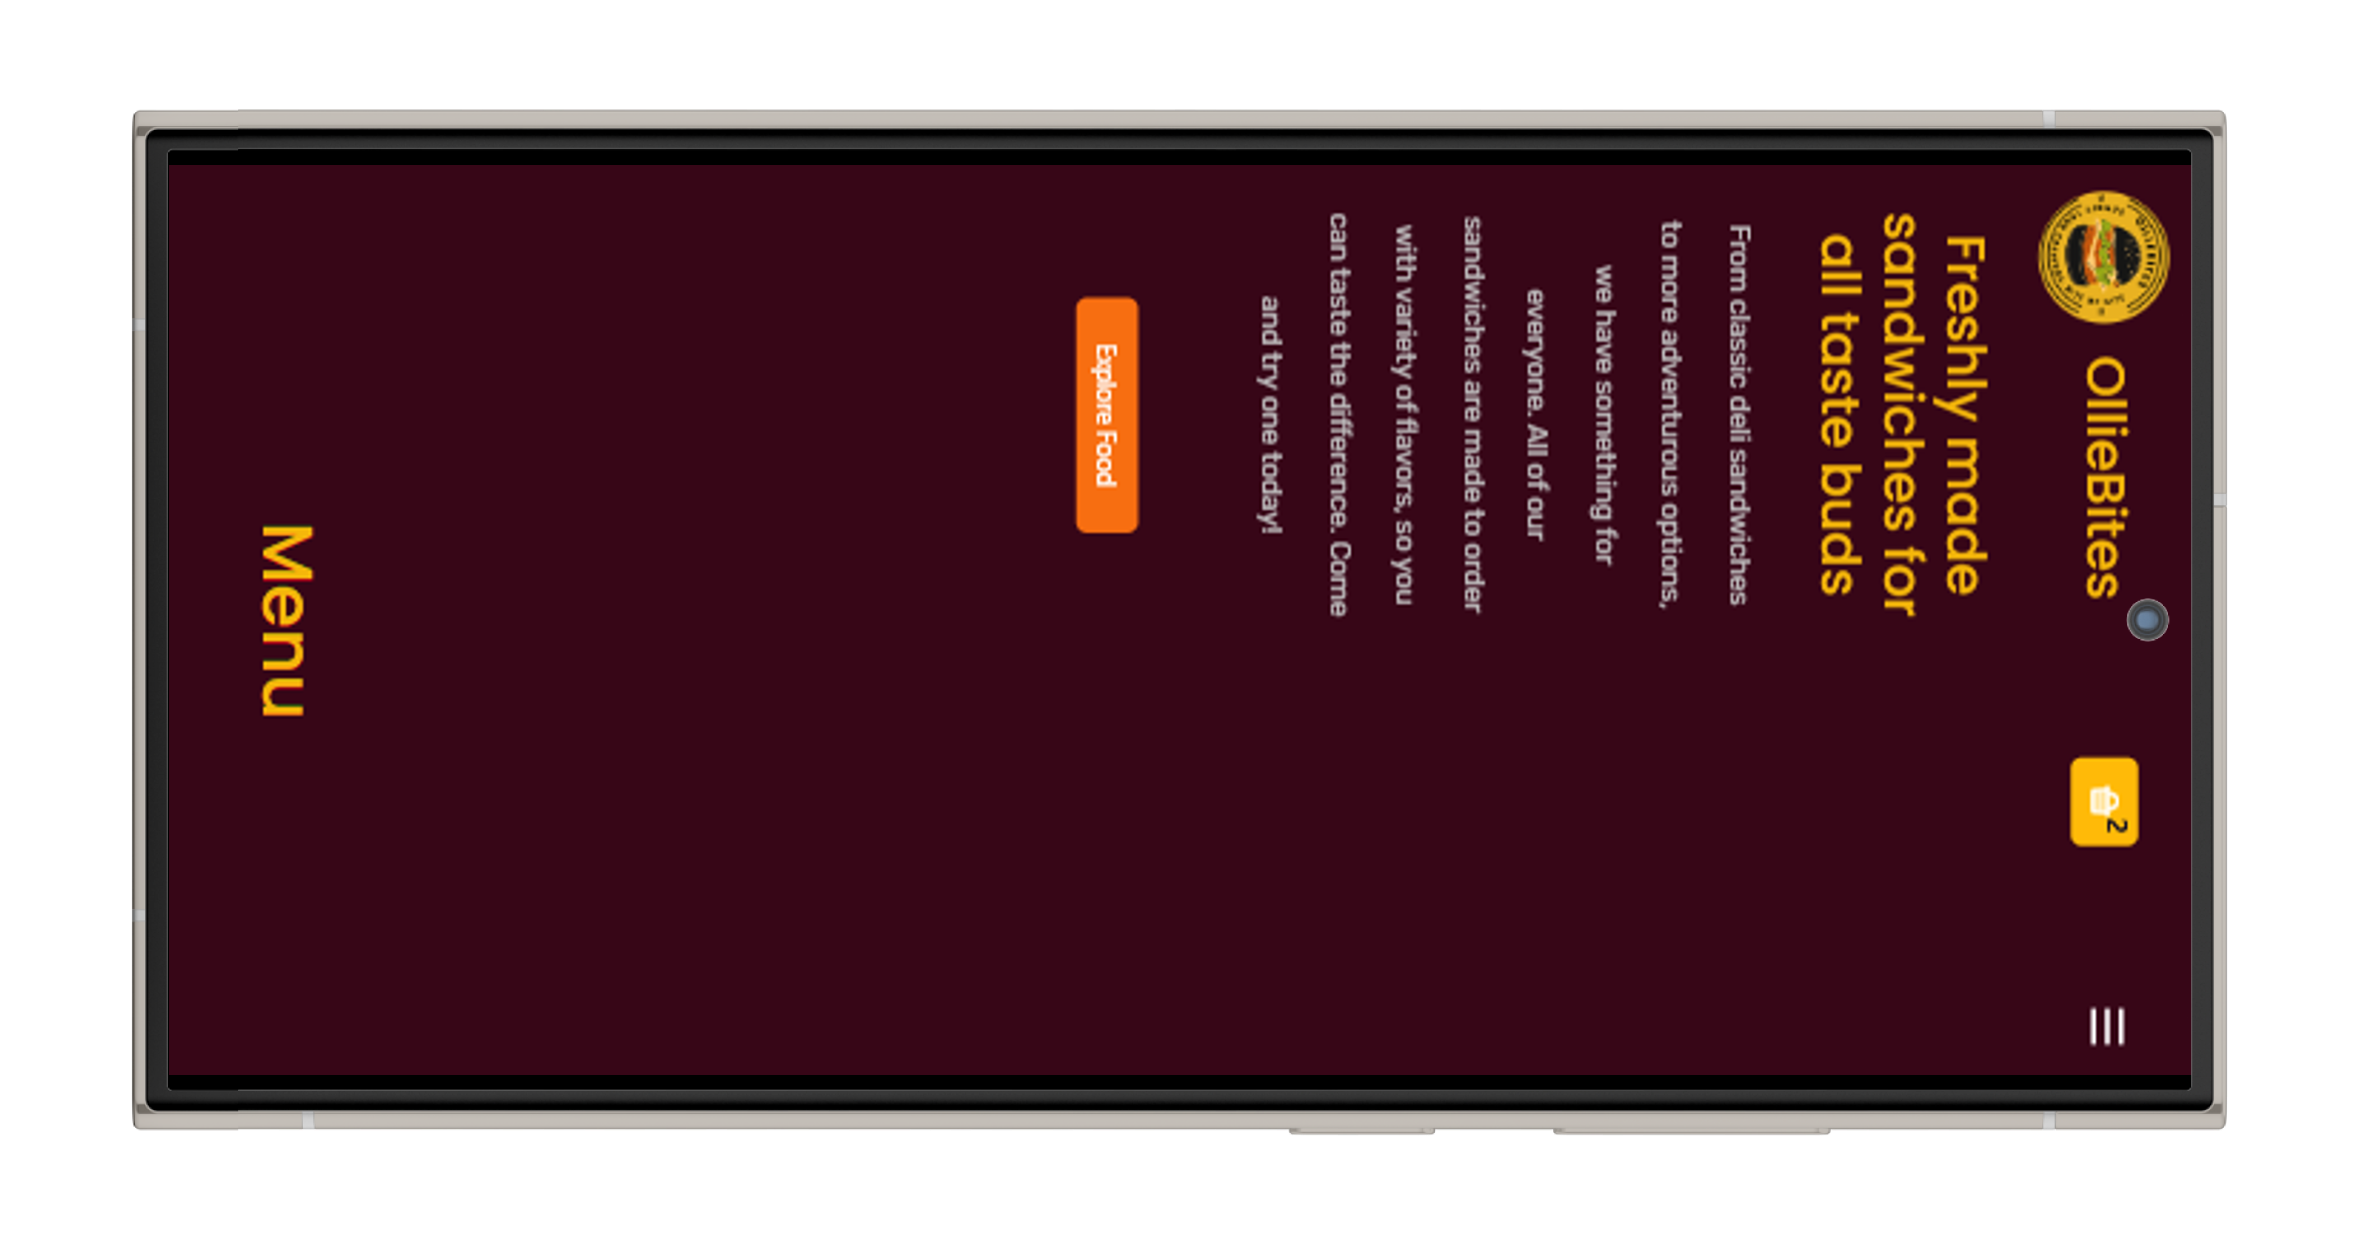 OllieBites
2
Freshly made
sandwiches for
all taste buds
From classic deli sandwiches
to more adventurous options,
we have something for
everyone. All of our
sandwiches are made to order
with variety of flavors, so you
can taste the difference. Come
and try one today!
Explore Food
Menu